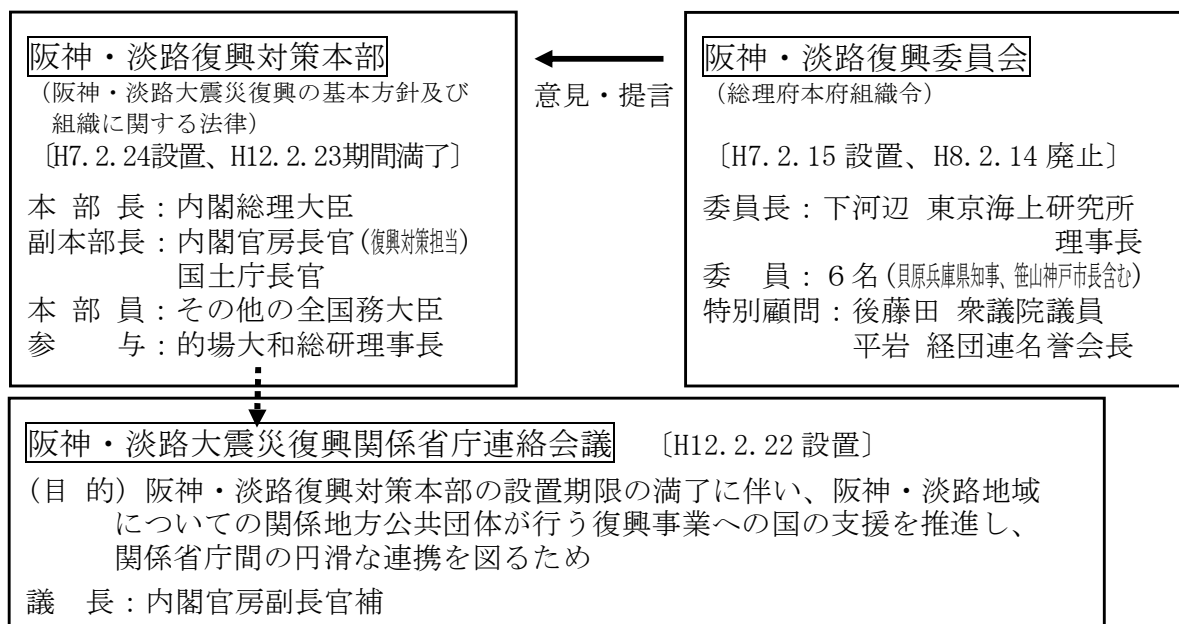 阪神・淡路復興対策本部
（阪神・淡路大震災復興の基本方針及び
組織に関する法律）
〔H7.2.24設置、H12.2.23期間満了〕
本 部 長：内閣総理大臣
副本部長：内閣官房長官(復興対策担当)
国土庁長官
本 部 員：その他の全国務大臣
参　　与：的場大和総研理事長
意見・提言
阪神・淡路復興委員会
（総理府本府組織令）
〔H7.2.15 設置、H8.2.14 廃止〕
委員長：下河辺 東京海上研究所
理事長
委　員：６名(貝原兵庫県知事、笹山神戸市長含む)
特別顧問：後藤田 衆議院議員
平岩 経団連名誉会長
阪神・淡路大震災復興関係省庁連絡会議　〔H12.2.22 設置〕
(目 的) 阪神・淡路復興対策本部の設置期限の満了に伴い、阪神・淡路地域
についての関係地方公共団体が行う復興事業への国の支援を推進し、
関係省庁間の円滑な連携を図るため
議　長：内閣官房副長官補